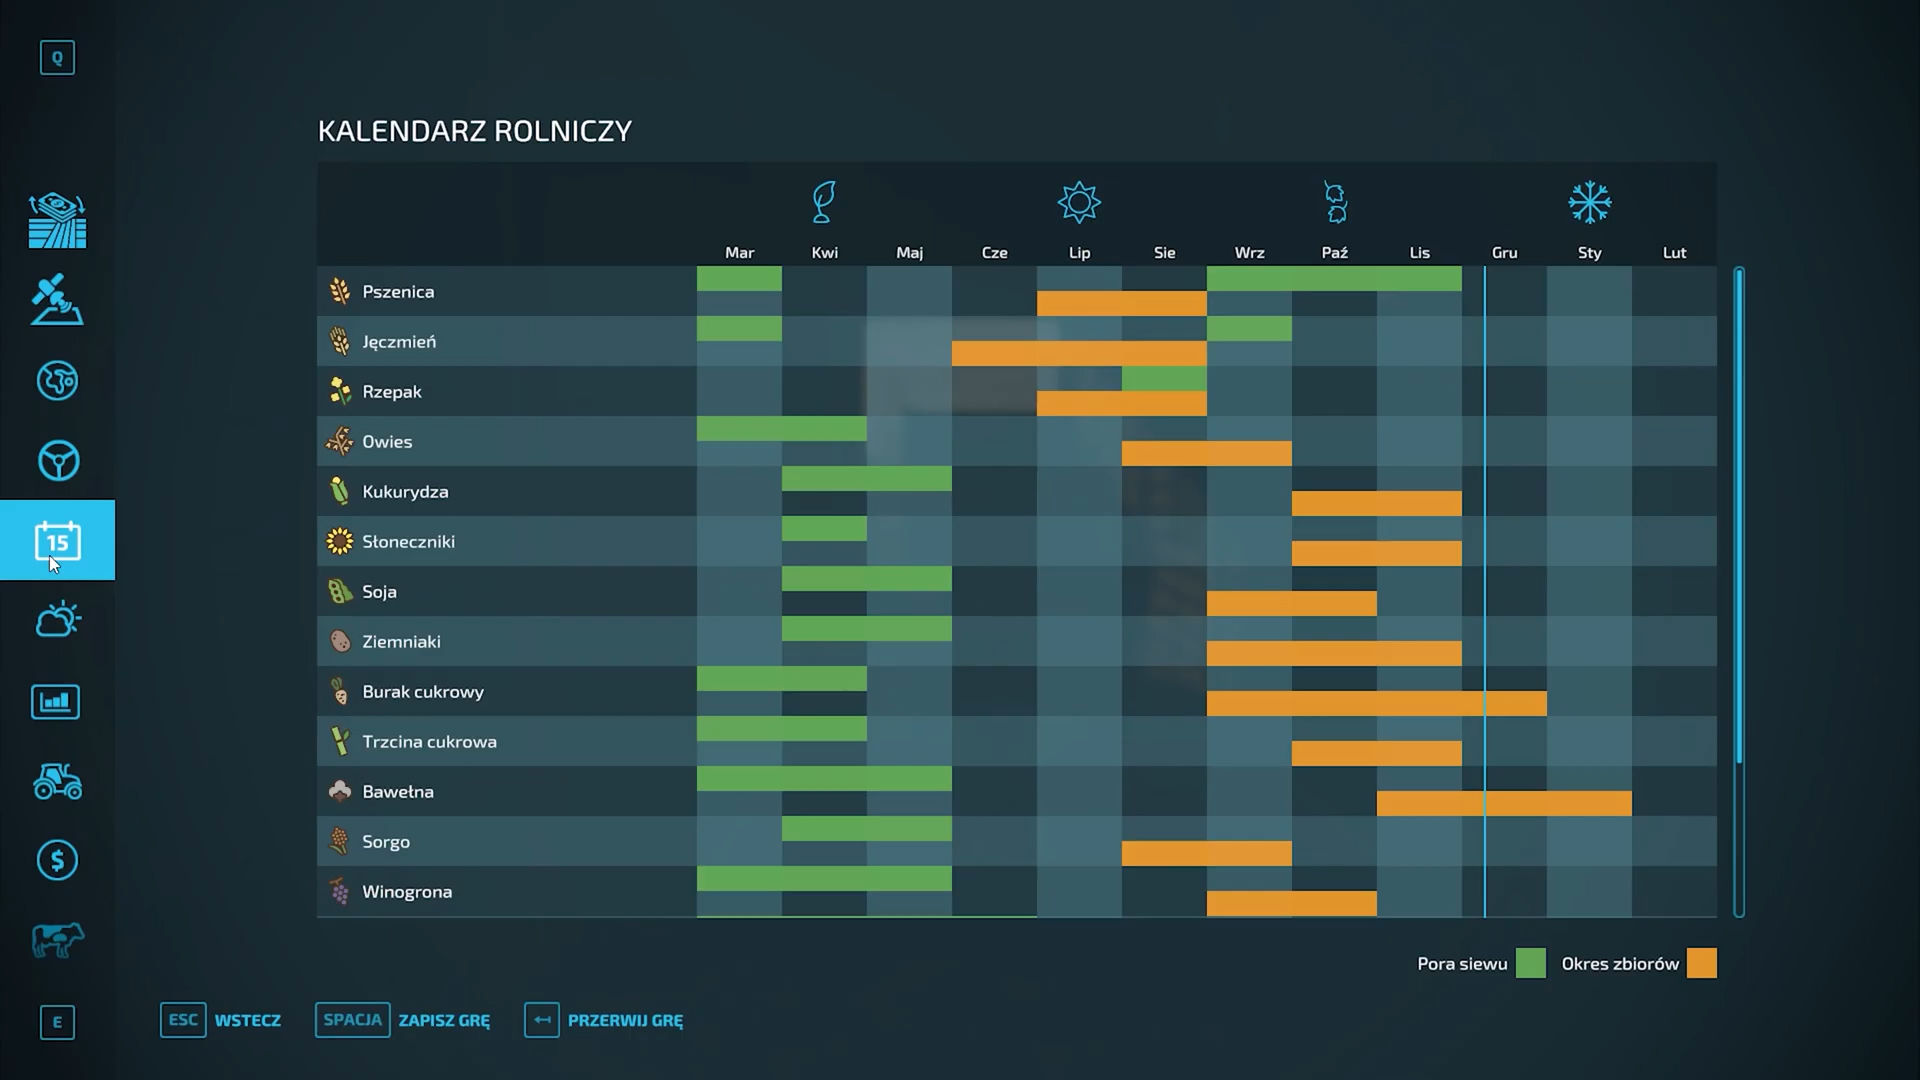 Q
KALENDARZ ROLNICZY
Mar Kwi Maj Cze Lip Sie Wrz Paź Lis Gru Sty Lut
Pszenica
Jęczmień
Rzepak
Owies
Kukurydza
15
Słoneczniki
Soja
Ziemniaki
Burak cukrowy
Trzcina cukrowa
Bawełna
Sorgo
$
Winogrona
Pora siewu Okres zbiorów
E
ESC WSTECZ SPACJA ZAPISZ GRĘ PRZERWIJ GRĘ